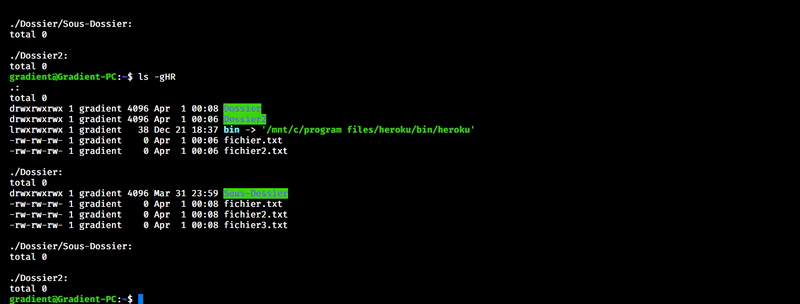 ./Dossier/Sous-Dossier:
total 0

./Dossier2:
total 0
gradient@Gradient-PC:~$ ls -gHR
.:
total 0
drwxrwxrwx 1 gradient 4096 Apr  1 00:08 Dossier
drwxrwxrwx 1 gradient 4096 Apr  1 00:06 Dossier2
lrwxrwxrwx 1 gradient   38 Dec 21 18:37 bin -> '/mnt/c/program files/heroku/bin/heroku'
-rw-rw-rw- 1 gradient    0 Apr  1 00:06 fichier.txt
-rw-rw-rw- 1 gradient    0 Apr  1 00:06 fichier2.txt

./Dossier:
total 0
drwxrwxrwx 1 gradient 4096 Mar 31 23:59 Sous-Dossier
-rw-rw-rw- 1 gradient    0 Apr  1 00:08 fichier.txt
-rw-rw-rw- 1 gradient    0 Apr  1 00:08 fichier2.txt
-rw-rw-rw- 1 gradient    0 Apr  1 00:08 fichier3.txt

./Dossier/Sous-Dossier:
total 0

./Dossier2:
total 0
gradient@Gradient-PC:~$